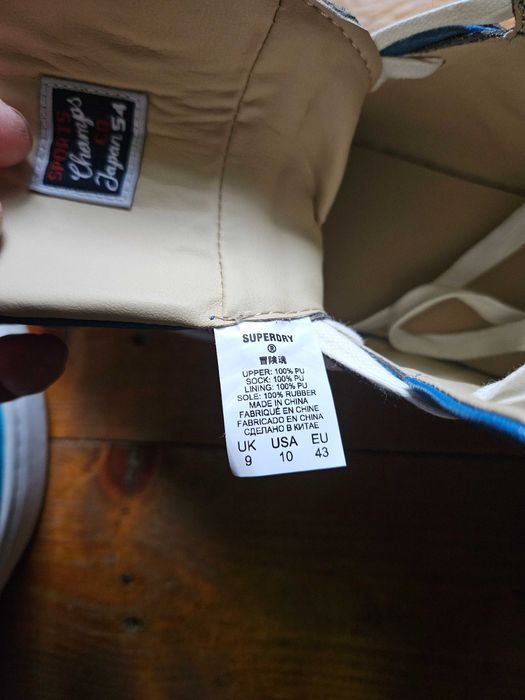 SPORTS
Champs
CO.
Japan 54
SUPERDRY
®
冒険魂
UPPER: 100% PU
SOCK: 100% PU
LINING: 100% PU
SOLE: 100% RUBBER
MADE IN CHINA
FABRIQUÉ EN CHINE
FABRICADO EN CHINA
СДЕЛАНО В КИТАЕ
UK USA EU
9 10 43